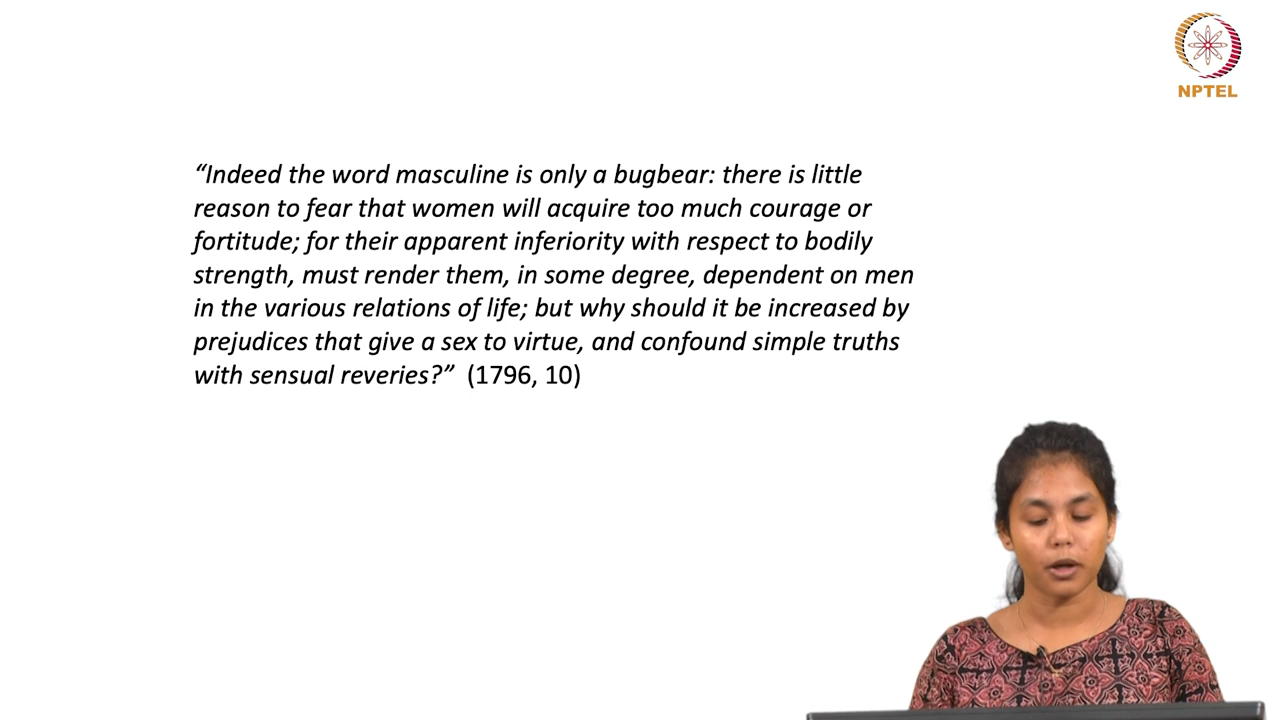 NPTEL
“Indeed the word masculine is only a bugbear: there is little
reason to fear that women will acquire too much courage or
fortitude; for their apparent inferiority with respect to bodily
strength, must render them, in some degree, dependent on men
in the various relations of life; but why should it be increased by
prejudices that give a sex to virtue, and confound simple truths
with sensual reveries?” (1796, 10)